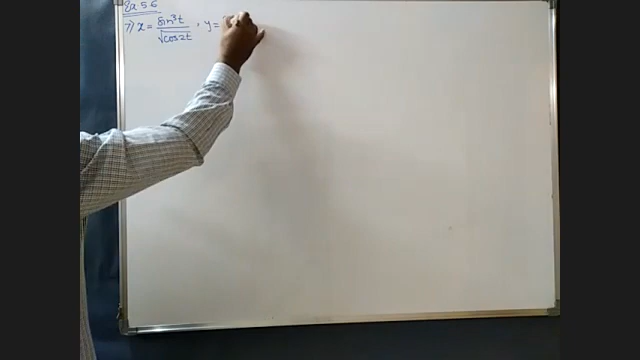 Ex 5.6
7) x = sin³t / √cos2t , y =